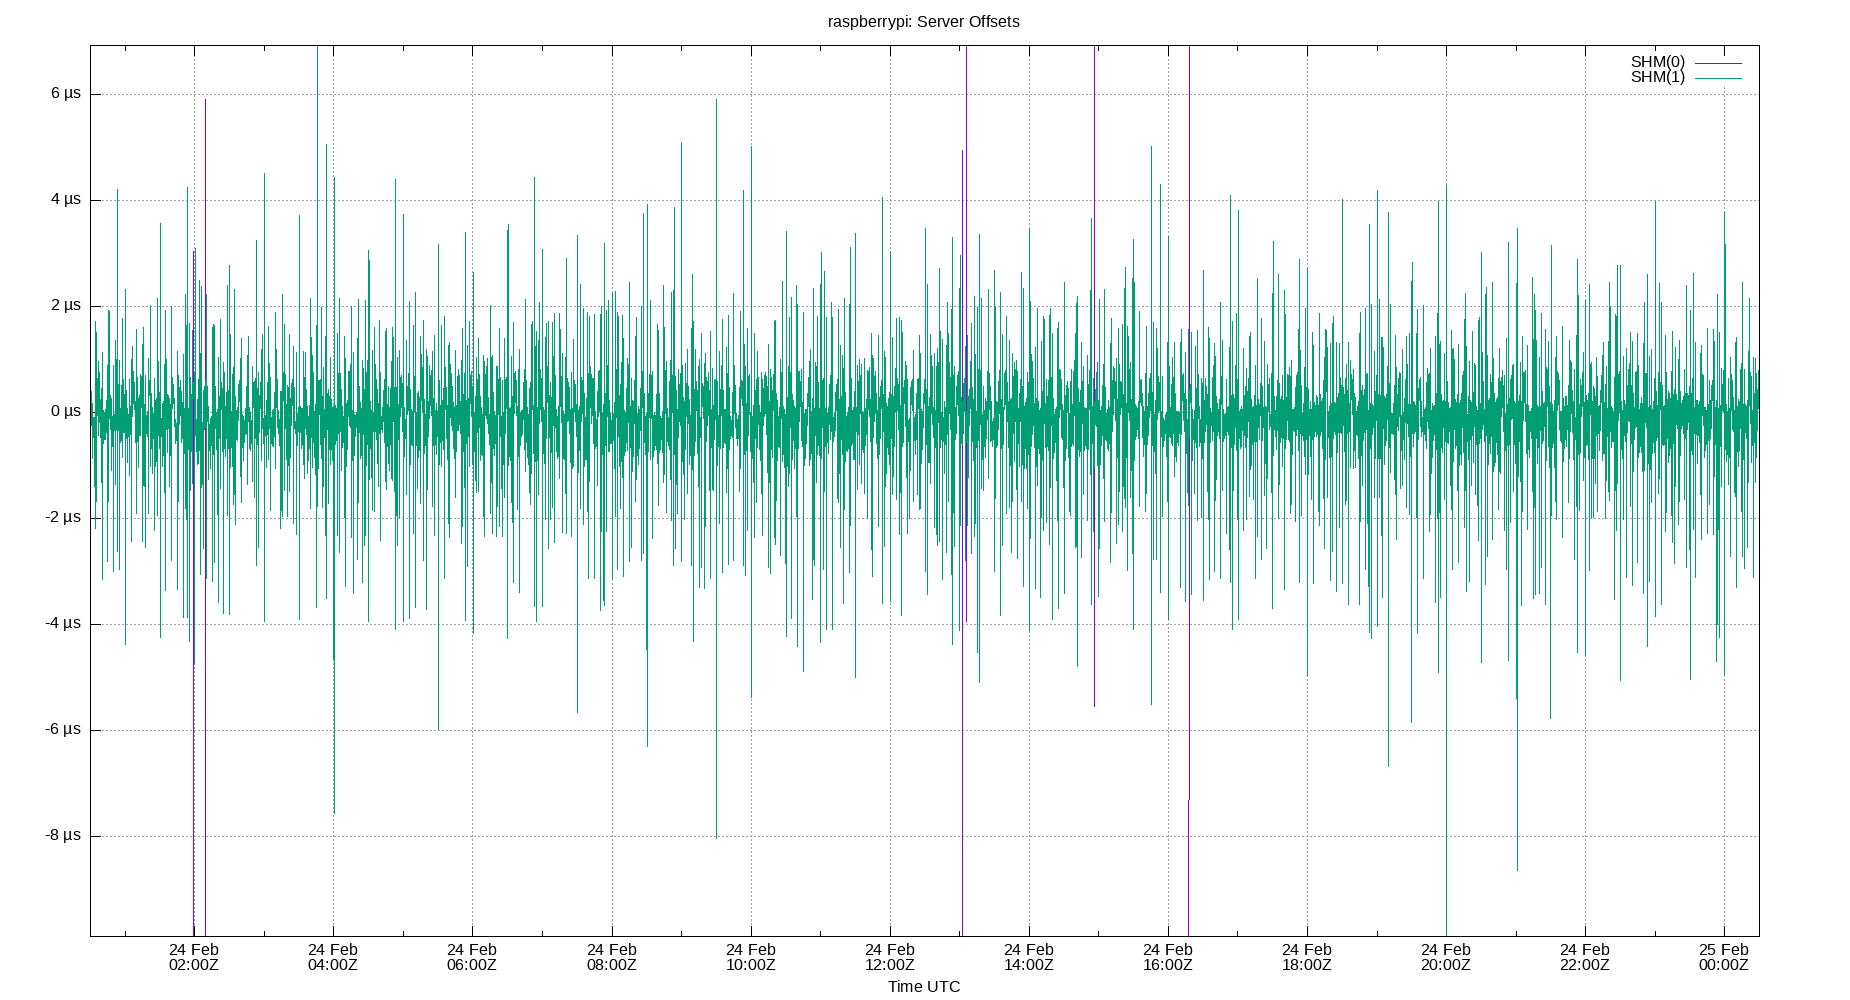 raspberrypi: Server Offsets
SHM(0)
SHM(1)
6 µs
4 µs
2 µs
0 µs
-2 µs
-4 µs
-6 µs
-8 µs
24 Feb 24 Feb 24 Feb 24 Feb 24 Feb 24 Feb 24 Feb 24 Feb 24 Feb 24 Feb 24 Feb 25 Feb
02:00Z 04:00Z 06:00Z 08:00Z 10:00Z 12:00Z 14:00Z 16:00Z 18:00Z 20:00Z 22:00Z 00:00Z
Time UTC